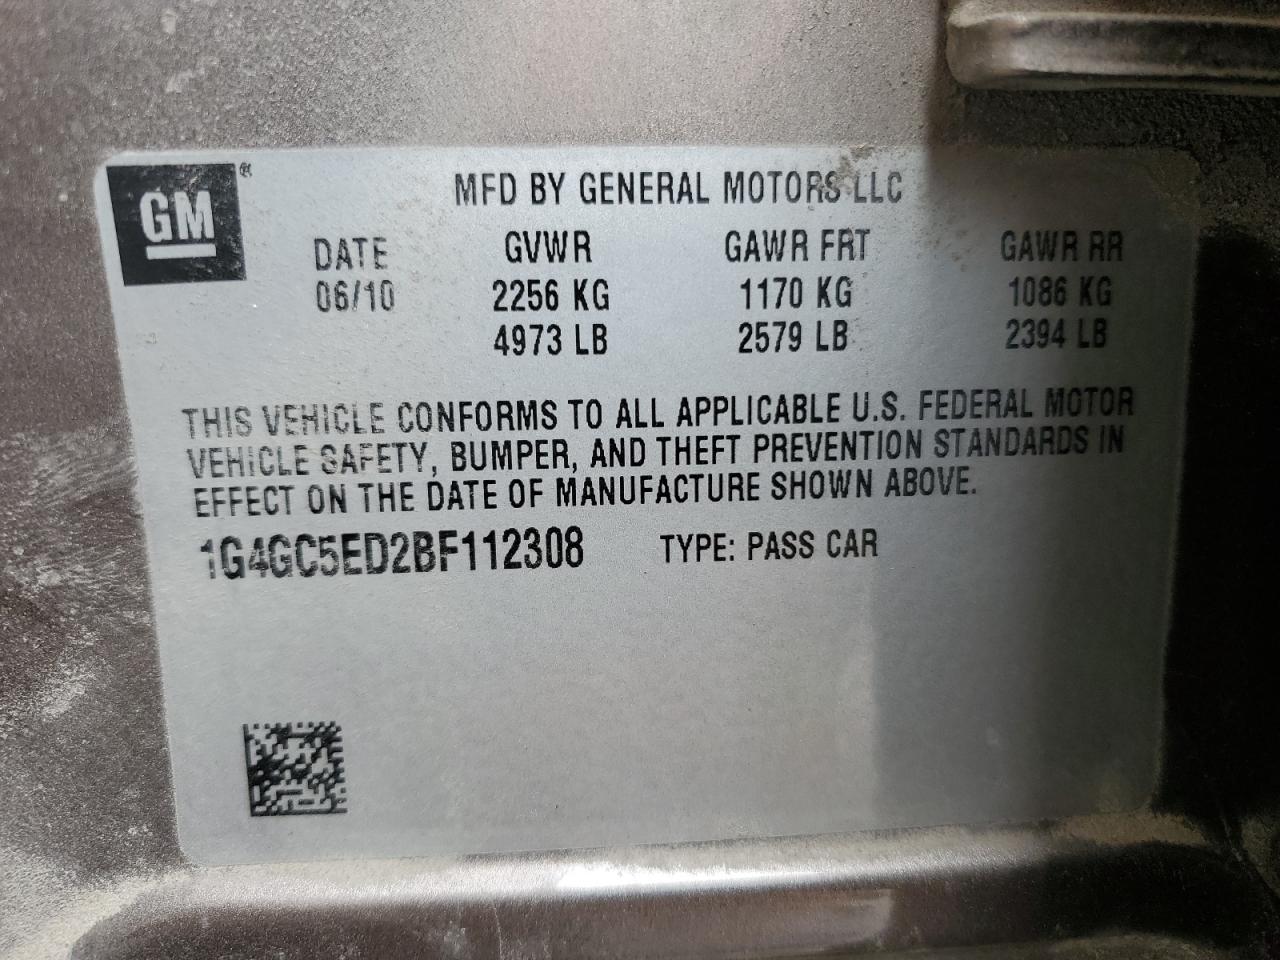 GM ®
MFD BY GENERAL MOTORS LLC
DATE GVWR GAWR FRT GAWR RR
06/10 2256 KG 1170 KG 1086 KG
4973 LB 2579 LB 2394 LB
THIS VEHICLE CONFORMS TO ALL APPLICABLE U.S. FEDERAL MOTOR
VEHICLE SAFETY, BUMPER, AND THEFT PREVENTION STANDARDS IN
EFFECT ON THE DATE OF MANUFACTURE SHOWN ABOVE.
1G4GC5ED2BF112308 TYPE: PASS CAR